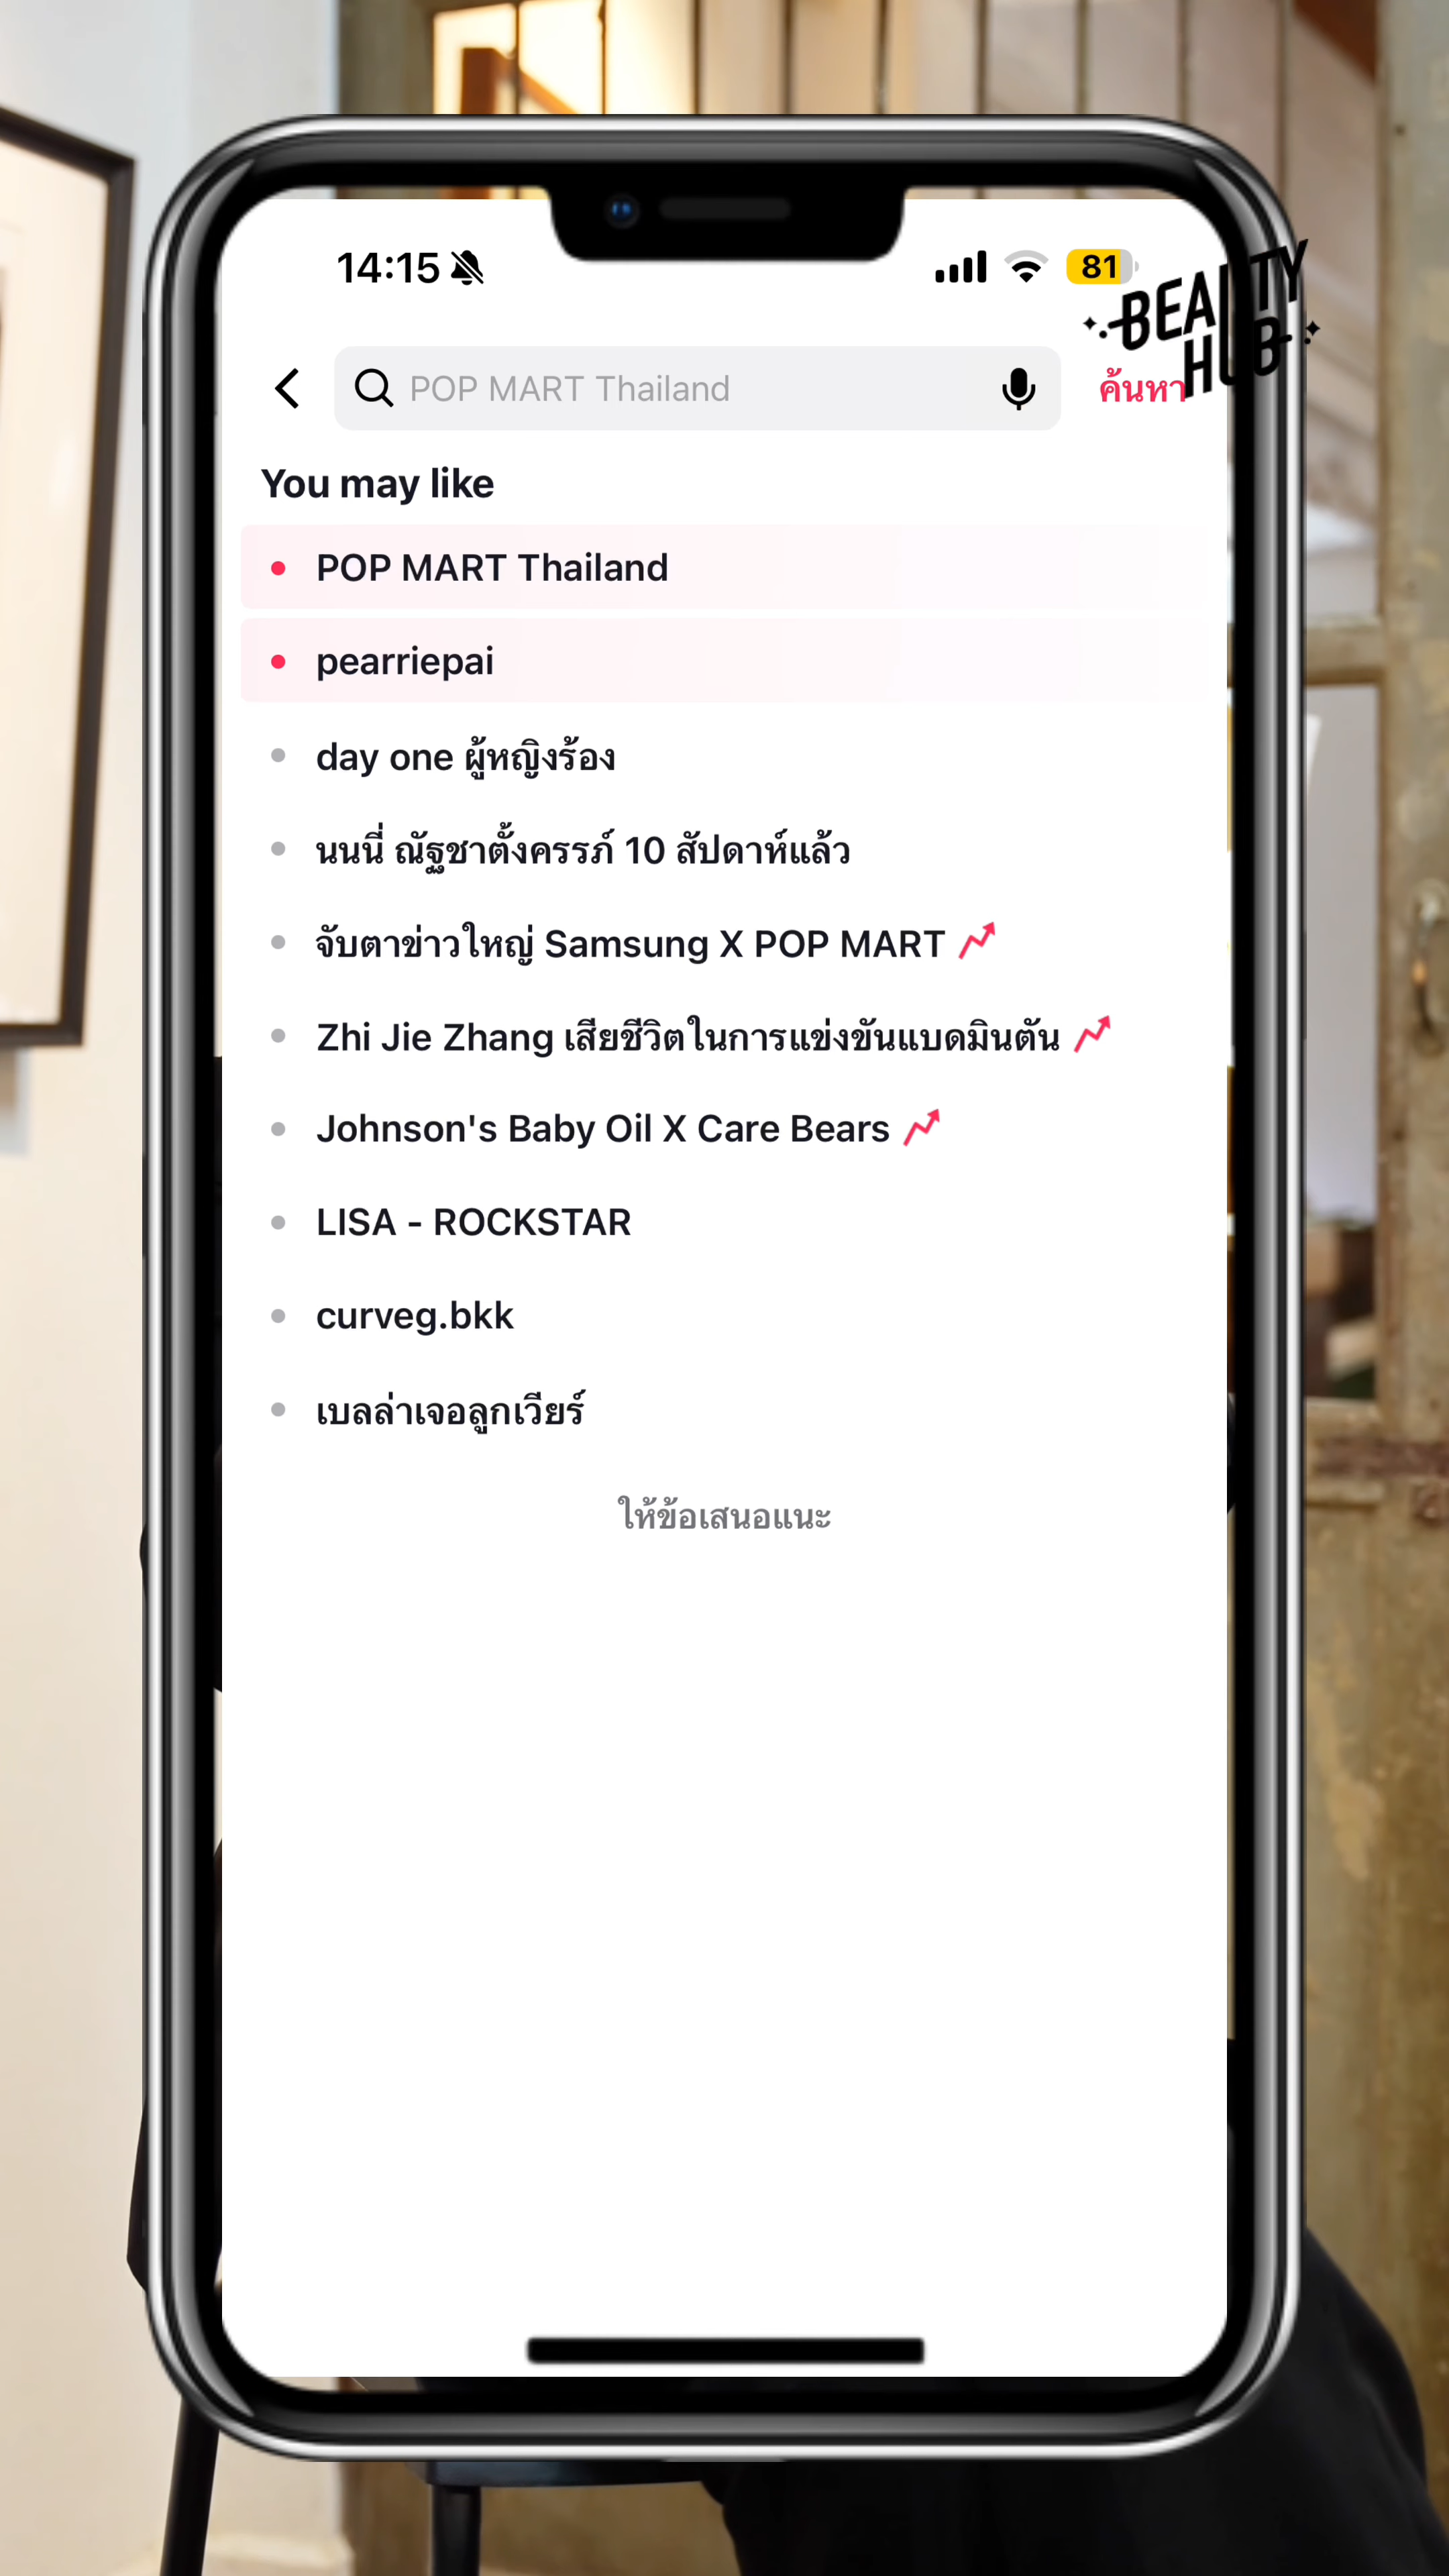 14:15
81
BEAUTY
HUB
POP MART Thailand
ค้นหา
You may like
POP MART Thailand
pearriepai
day one ผู้หญิงร้อง
นนนี่ ณัฐชาตั้งครรภ์ 10 สัปดาห์แล้ว
จับตาข่าวใหญ่ Samsung X POP MART
Zhi Jie Zhang เสียชีวิตในการแข่งขันแบดมินตัน
Johnson's Baby Oil X Care Bears
LISA - ROCKSTAR
curveg.bkk
เบลล่าเจอลูกเวียร์
ให้ข้อเสนอแนะ